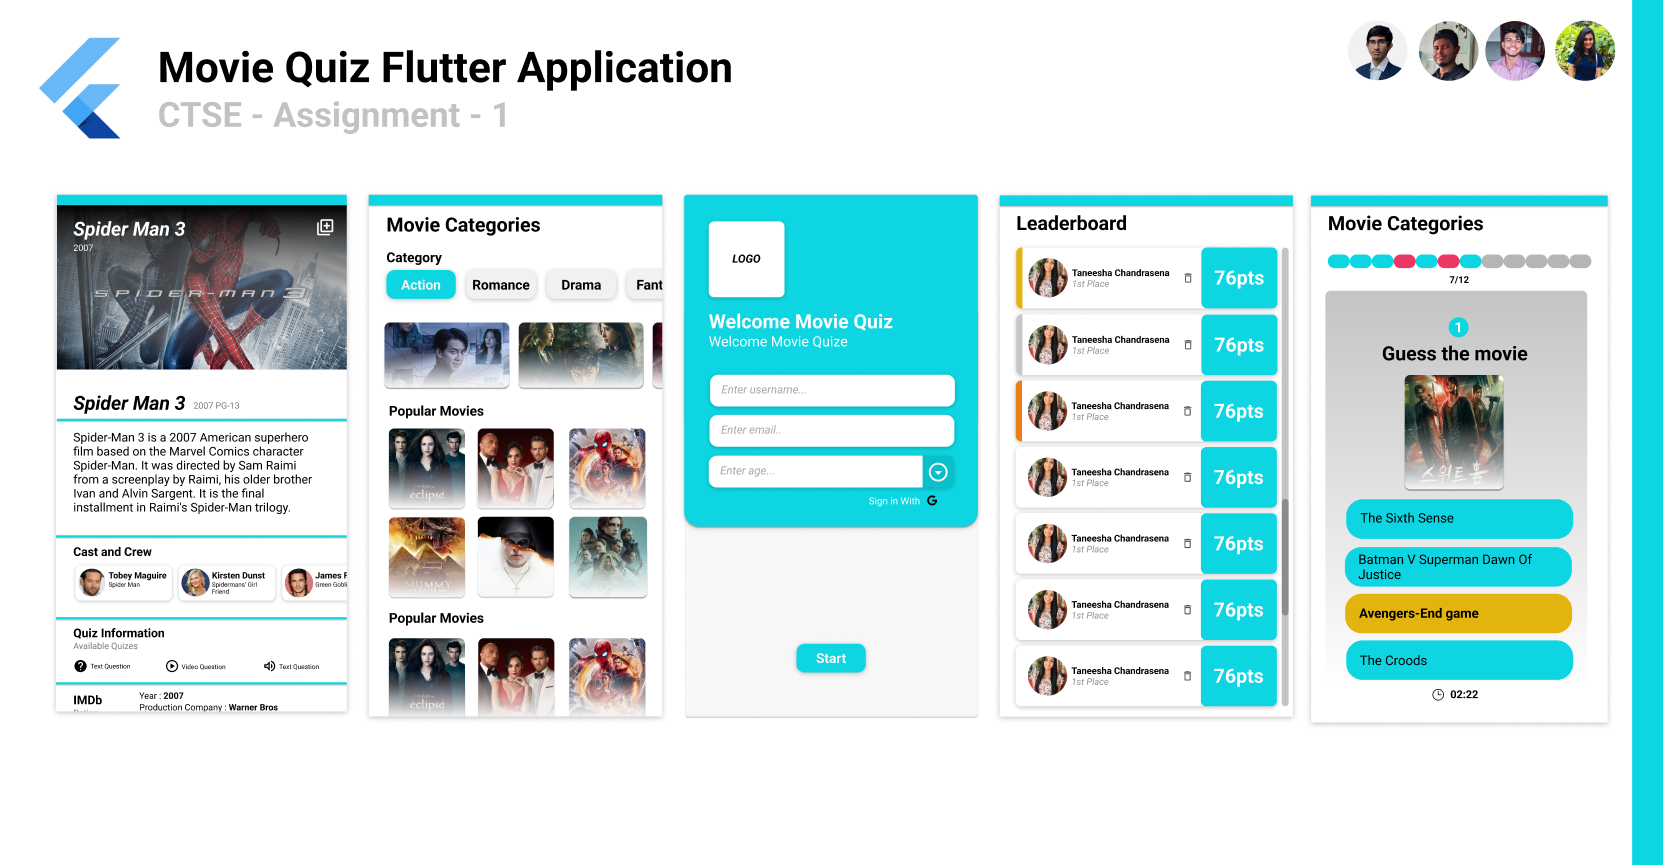 Movie Quiz Flutter Application
CTSE - Assignment - 1
Spider Man 3
2007
SPIDER-MAN 3
Spider Man 3 2007 PG-13
Spider-Man 3 is a 2007 American superhero
film based on the Marvel Comics character
Spider-Man. It was directed by Sam Raimi
from a screenplay by Raimi, his older brother
Ivan and Alvin Sargent. It is the final
installment in Raimi's Spider-Man trilogy.
Cast and Crew
Tobey Maguire
Spider Man
Kirsten Dunst
Spidermans' Girl
Friend
James F
Green Gobli
Quiz Information
Available Quizes
Text Question
Video Question
Text Question
IMDb
Year : 2007
Production Company : Warner Bros
Movie Categories
Category
Action
Romance
Drama
Fant
Popular Movies
eclipse
MUMMY
Popular Movies
eclipse
LOGO
Welcome Movie Quiz
Welcome Movie Quize
Enter username...
Enter email..
Enter age...
Sign in With G
Start
Leaderboard
Taneesha Chandrasena
1st Place
76pts
Taneesha Chandrasena
1st Place
76pts
Taneesha Chandrasena
1st Place
76pts
Taneesha Chandrasena
1st Place
76pts
Taneesha Chandrasena
1st Place
76pts
Taneesha Chandrasena
1st Place
76pts
Taneesha Chandrasena
1st Place
76pts
Movie Categories
7/12
1
Guess the movie
스위트홈
The Sixth Sense
Batman V Superman Dawn Of
Justice
Avengers-End game
The Croods
02:22